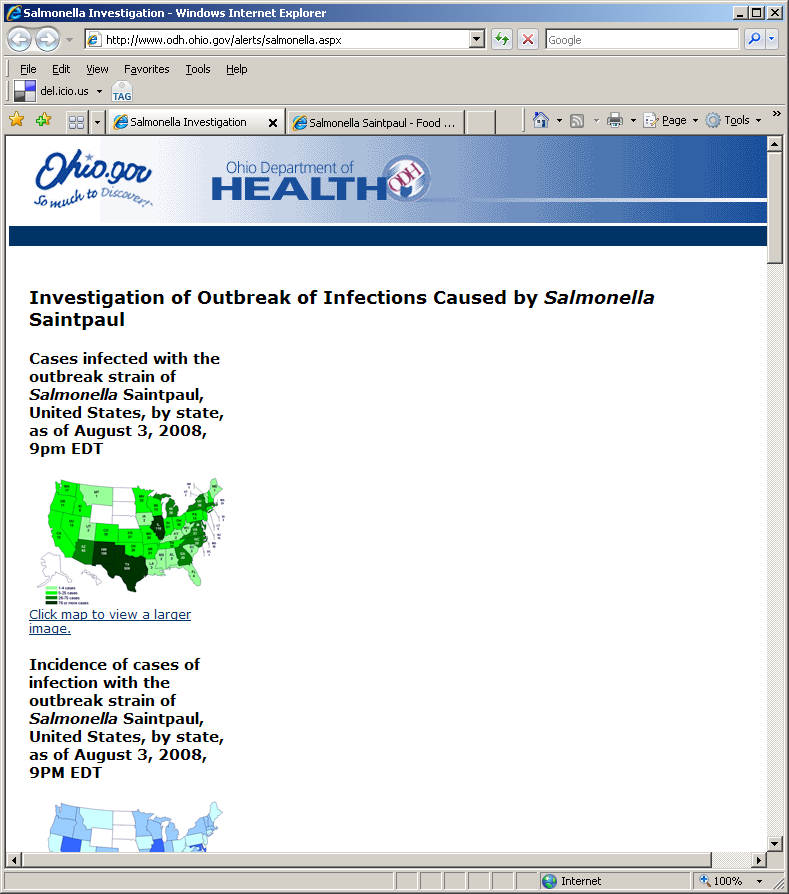 Salmonella Investigation - Windows Internet Explorer
http://www.odh.ohio.gov/alerts/salmonella.aspx
Google
File Edit View Favorites Tools Help
del.icio.us
TAG
Salmonella Investigation
Salmonella Saintpaul - Food ...
Page
Tools
Ohio.gov
So much to Discover!
Ohio Department of
HEALTH
ODH
Investigation of Outbreak of Infections Caused by Salmonella
Saintpaul
Cases infected with the
outbreak strain of
Salmonella Saintpaul,
United States, by state,
as of August 3, 2008,
9pm EDT
1-4 cases
Click map to view a larger
image.
Incidence of cases of
infection with the
outbreak strain of
Salmonella Saintpaul,
United States, by state,
as of August 3, 2008,
9PM EDT
Internet
100%